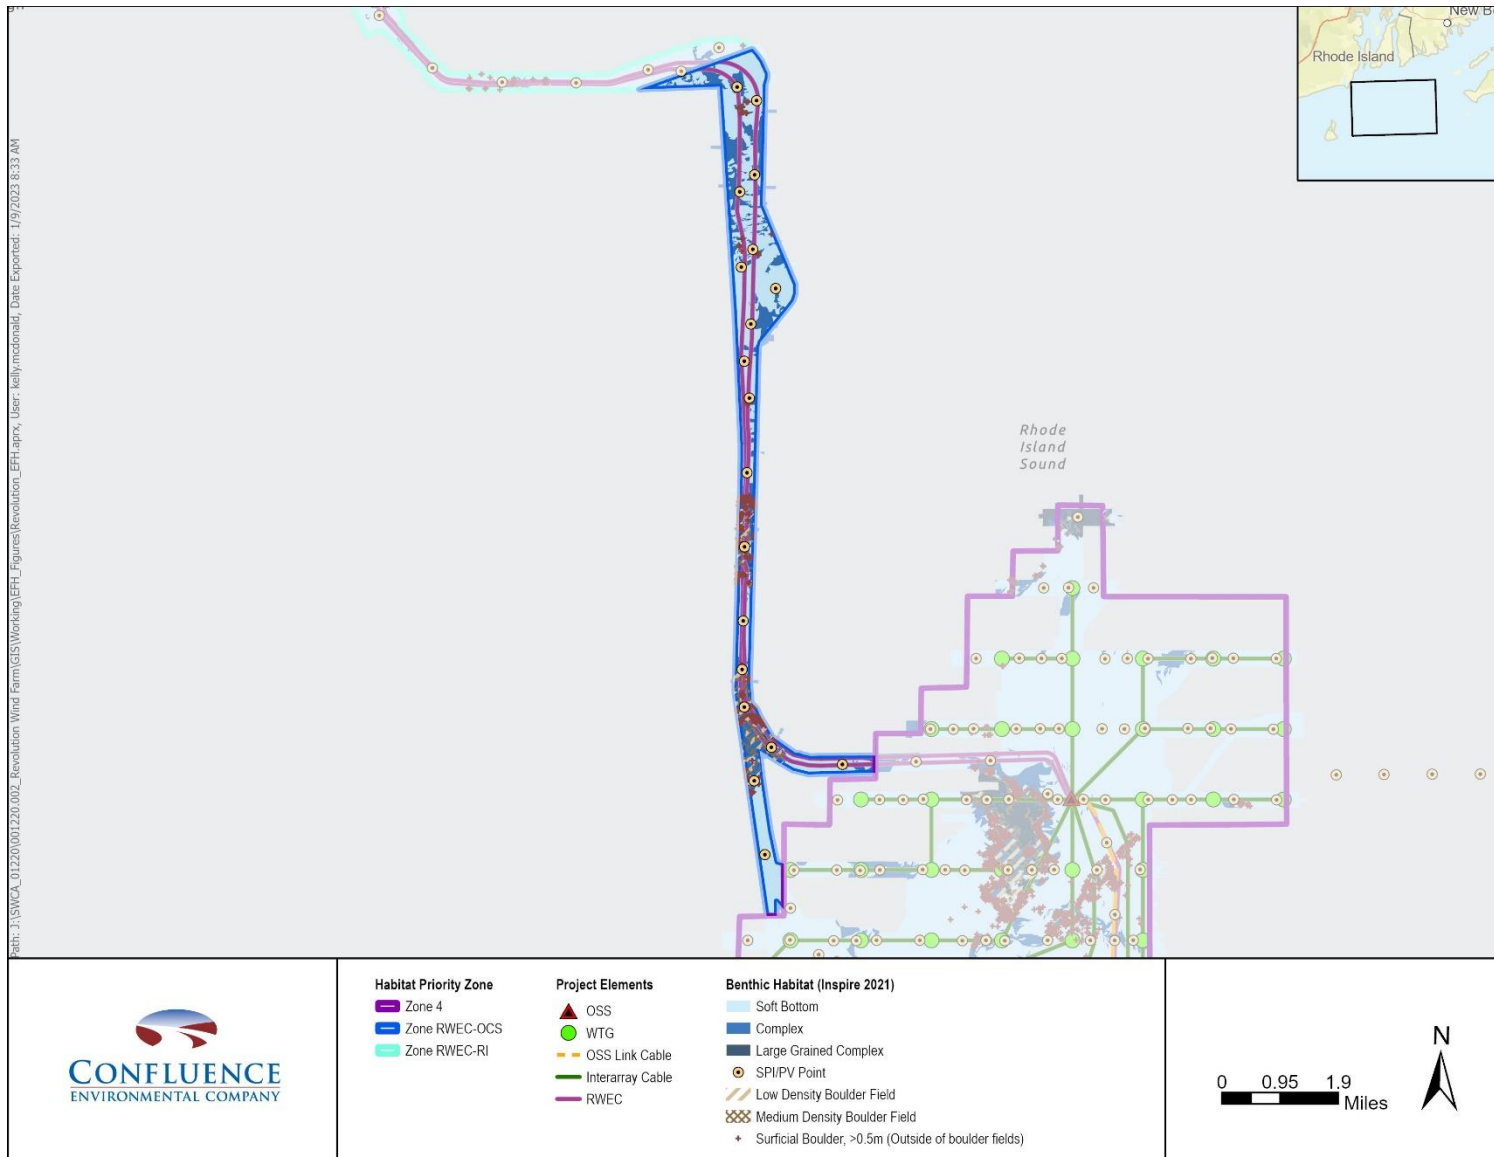 New B
Rhode Island
Path: J:\SWCA_01220\001220.002_Revolution Wind Farm\GIS\Working\EFH_Figures\Revolution_EFH.aprx, User: kelly.mcdonald, Date Exported: 1/9/2023 8:33 AM
Rhode
Island
Sound
CONFLUENCE
ENVIRONMENTAL COMPANY
Habitat Priority Zone
Zone 4
Zone RWEC-OCS
Zone RWEC-RI
Project Elements
OSS
WTG
OSS Link Cable
Interarray Cable
RWEC
Benthic Habitat (Inspire 2021)
Soft Bottom
Complex
Large Grained Complex
SPI/PV Point
Low Density Boulder Field
Medium Density Boulder Field
Surficial Boulder, >0.5m (Outside of boulder fields)
0 0.95 1.9
Miles
N